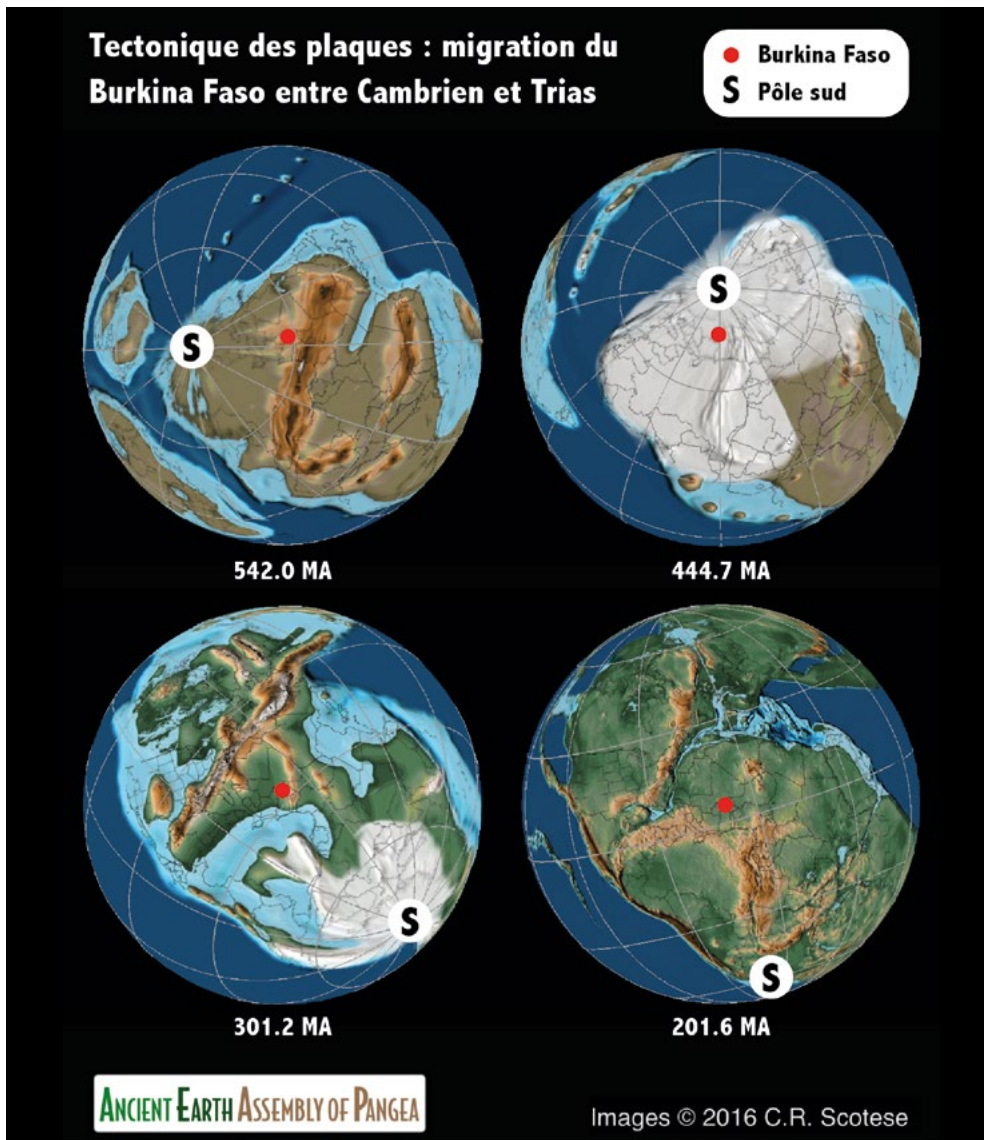 Tectonique des plaques : migration du
Burkina Faso entre Cambrien et Trias
Burkina Faso
S Pôle sud
S
S
542.0 MA
444.7 MA
S
S
301.2 MA
201.6 MA
ANCIENT EARTH ASSEMBLY OF PANGEA
Images © 2016 C.R. Scotese